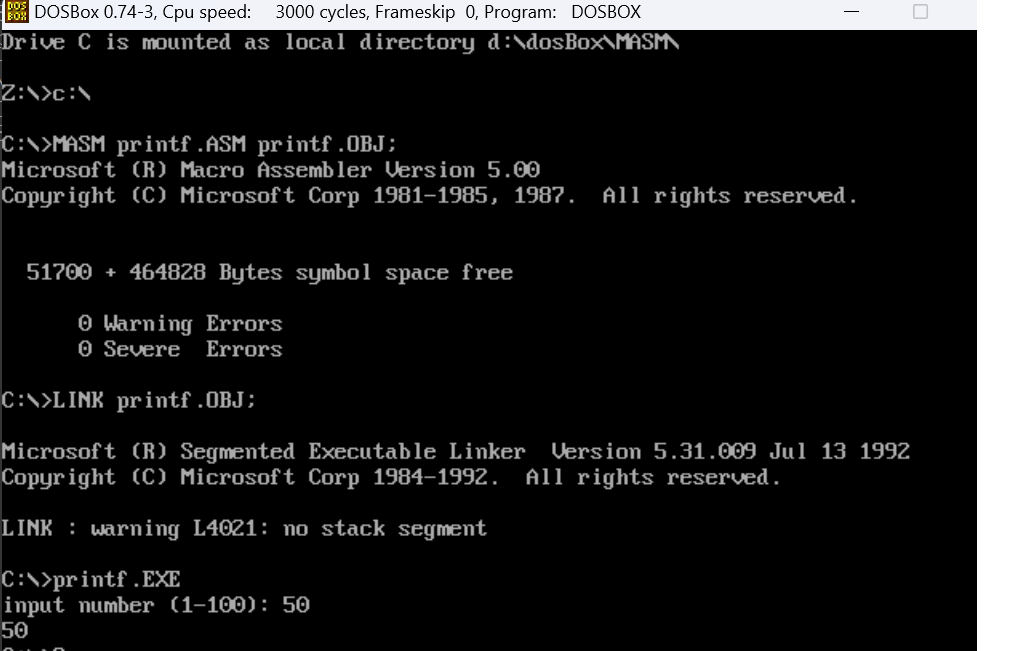 DOSBox 0.74-3, Cpu speed: 3000 cycles, Frameskip 0, Program: DOSBOX
Drive C is mounted as local directory d:\dosBox\MASM\
Z:\>c:\
C:\>MASM printf.ASM printf.OBJ;
Microsoft (R) Macro Assembler Version 5.00
Copyright (C) Microsoft Corp 1981-1985, 1987. All rights reserved.
51700 + 464828 Bytes symbol space free
0 Warning Errors
0 Severe Errors
C:\>LINK printf.OBJ;
Microsoft (R) Segmented Executable Linker Version 5.31.009 Jul 13 1992
Copyright (C) Microsoft Corp 1984-1992. All rights reserved.
LINK : warning L4021: no stack segment
C:\>printf.EXE
input number (1-100): 50
50